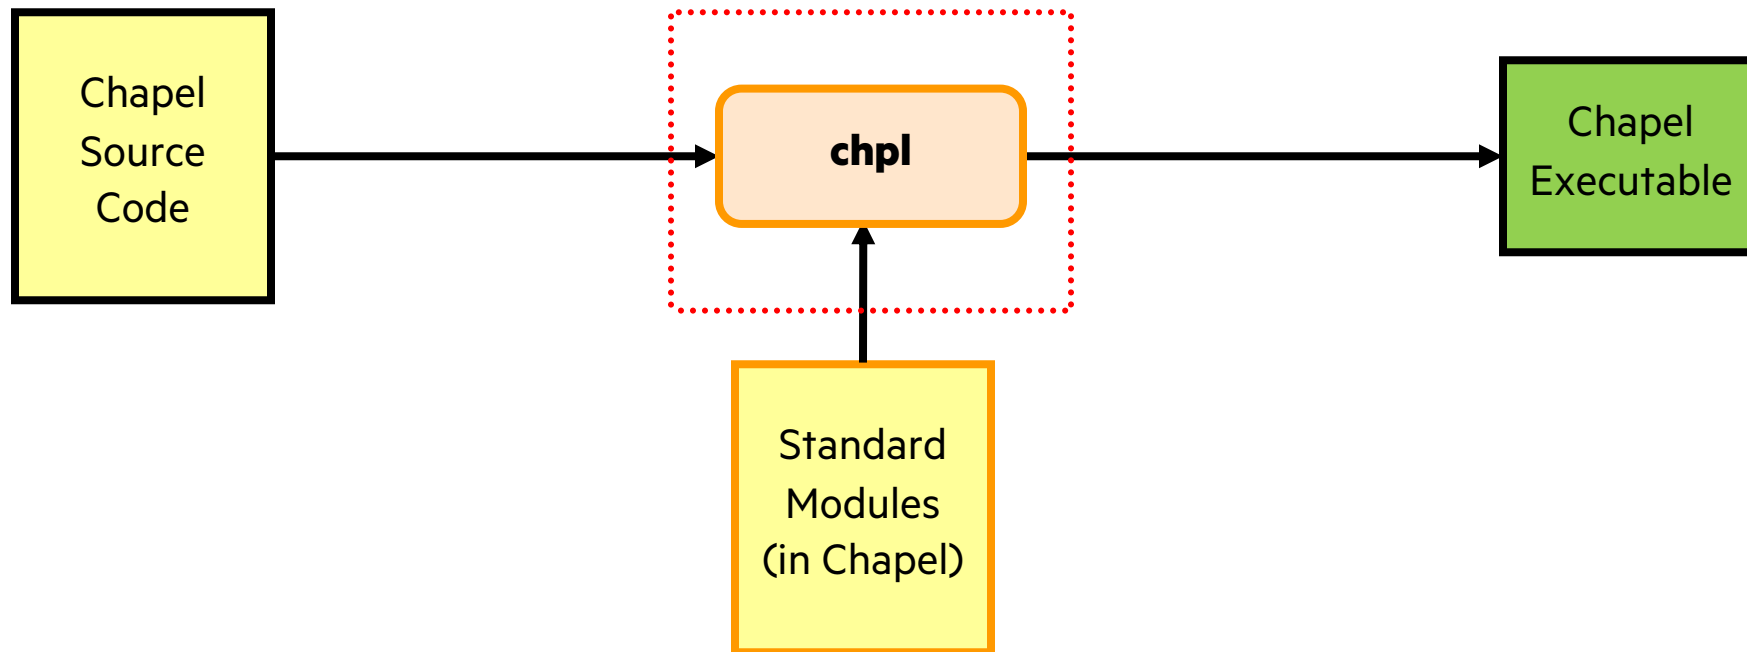 Chapel
Source
Code
chpl
Chapel
Executable
Standard
Modules
(in Chapel)